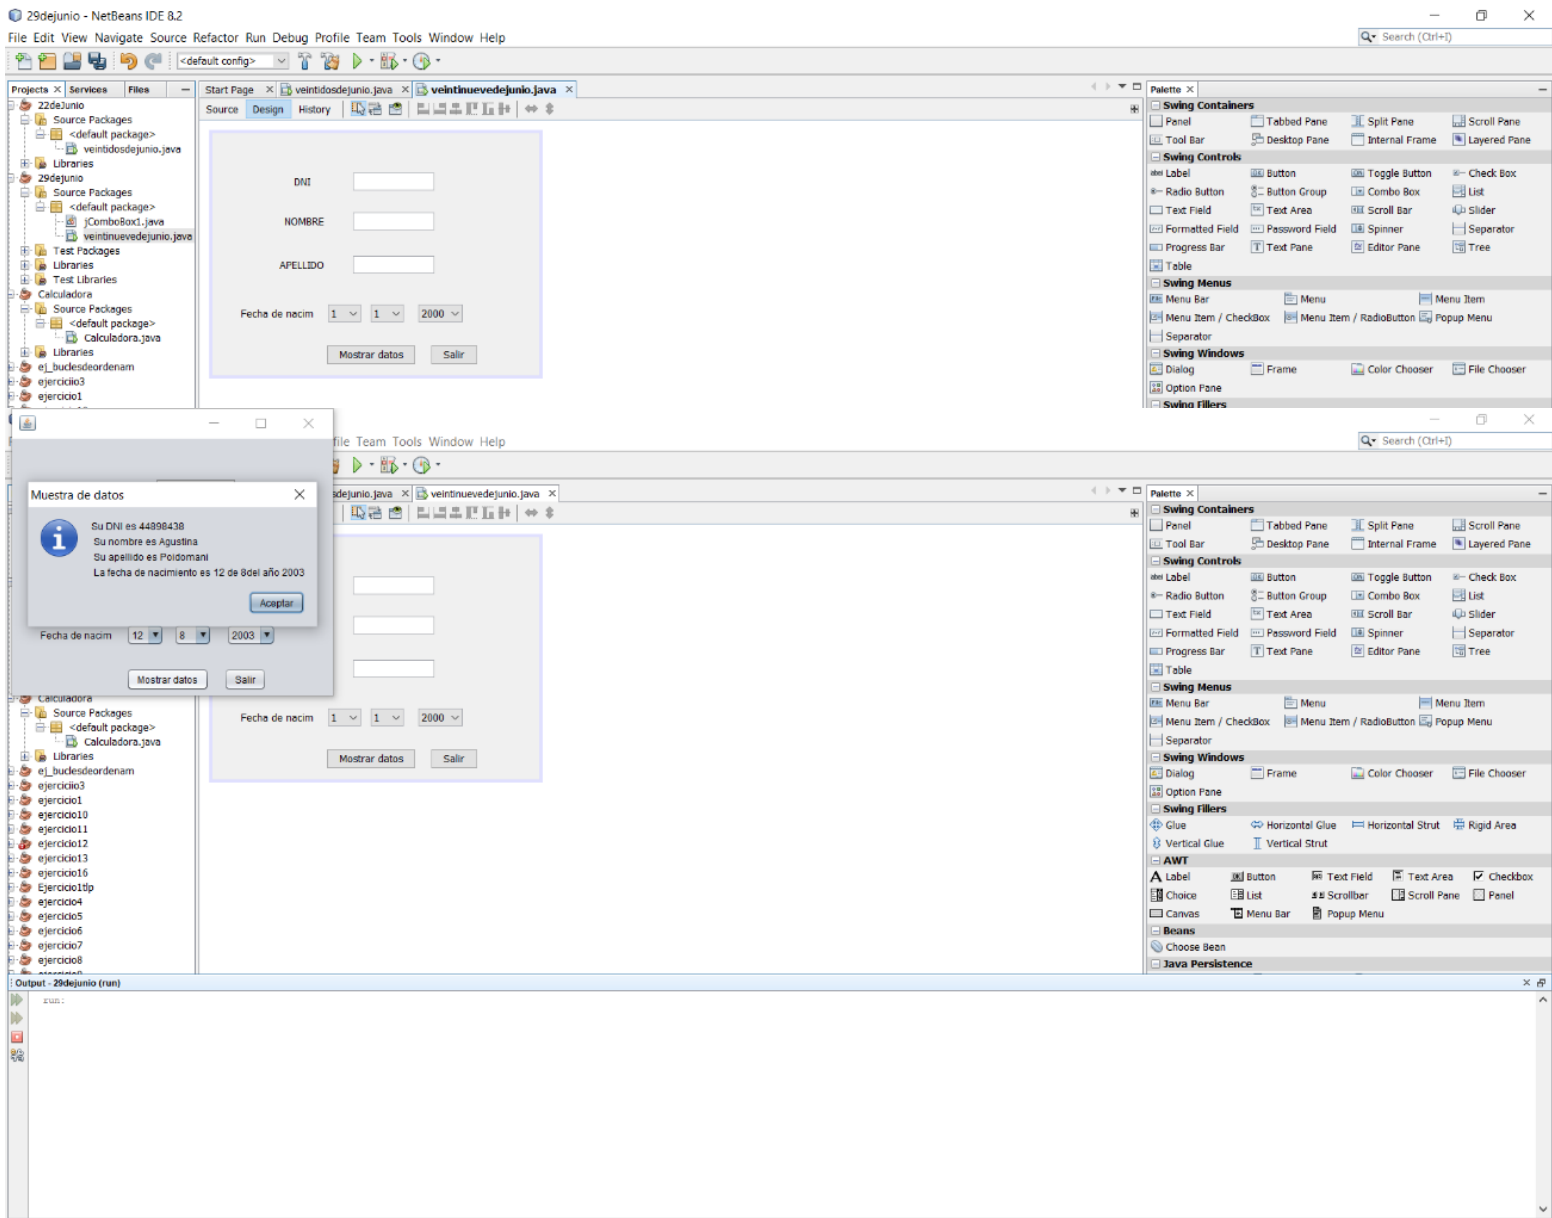 29dejunio - NetBeans IDE 8.2
File Edit View Navigate Source Refactor Run Debug Profile Team Tools Window Help
Search (Ctrl+I)
<default config>
Projects Services Files
Start Page veintidosdejunio.java veintinuevedejunio.java
Source Design History
22deJunio
Source Packages
<default package>
veintidosdejunio.java
Libraries
29dejunio
Source Packages
<default package>
jComboBox1.java
veintinuevedejunio.java
Test Packages
Libraries
Test Libraries
Calculadora
Source Packages
<default package>
Calculadora.java
Libraries
ej_buclesdeordenam
ejerciciio3
ejercicio1
DNI
NOMBRE
APELLIDO
Fecha de nacim 1 1 2000
Mostrar datos Salir
Palette
Swing Containers
Panel Tabbed Pane Split Pane Scroll Pane
Tool Bar Desktop Pane Internal Frame Layered Pane
Swing Controls
Label Button Toggle Button Check Box
Radio Button Button Group Combo Box List
Text Field Text Area Scroll Bar Slider
Formatted Field Password Field Spinner Separator
Progress Bar Text Pane Editor Pane Tree
Table
Swing Menus
Menu Bar Menu Menu Item
Menu Item / CheckBox Menu Item / RadioButton Popup Menu
Separator
Swing Windows
Dialog Frame Color Chooser File Chooser
Option Pane
Swing Fillers
file Team Tools Window Help
Search (Ctrl+I)
sdejunio.java veintinuevedejunio.java
Muestra de datos
Su DNI es 44898438
Su nombre es Agustina
Su apellido es Poidomani
La fecha de nacimiento es 12 de 8del año 2003
Aceptar
Fecha de nacim 12 8 2003
Mostrar datos Salir
Calculadora
Source Packages
<default package>
Calculadora.java
Libraries
ej_buclesdeordenam
ejerciciio3
ejercicio1
ejercicio10
ejercicio11
ejercicio12
ejercicio13
ejercicio16
Ejercicio1tlp
ejercicio4
ejercicio5
ejercicio6
ejercicio7
ejercicio8
Fecha de nacim 1 1 2000
Mostrar datos Salir
Palette
Swing Containers
Panel Tabbed Pane Split Pane Scroll Pane
Tool Bar Desktop Pane Internal Frame Layered Pane
Swing Controls
Label Button Toggle Button Check Box
Radio Button Button Group Combo Box List
Text Field Text Area Scroll Bar Slider
Formatted Field Password Field Spinner Separator
Progress Bar Text Pane Editor Pane Tree
Table
Swing Menus
Menu Bar Menu Menu Item
Menu Item / CheckBox Menu Item / RadioButton Popup Menu
Separator
Swing Windows
Dialog Frame Color Chooser File Chooser
Option Pane
Swing Fillers
Glue Horizontal Glue Horizontal Strut Rigid Area
Vertical Glue Vertical Strut
AWT
Label Button Text Field Text Area Checkbox
Choice List Scrollbar Scroll Pane Panel
Canvas Menu Bar Popup Menu
Beans
Choose Bean
Java Persistence
Output - 29dejunio (run)
run: